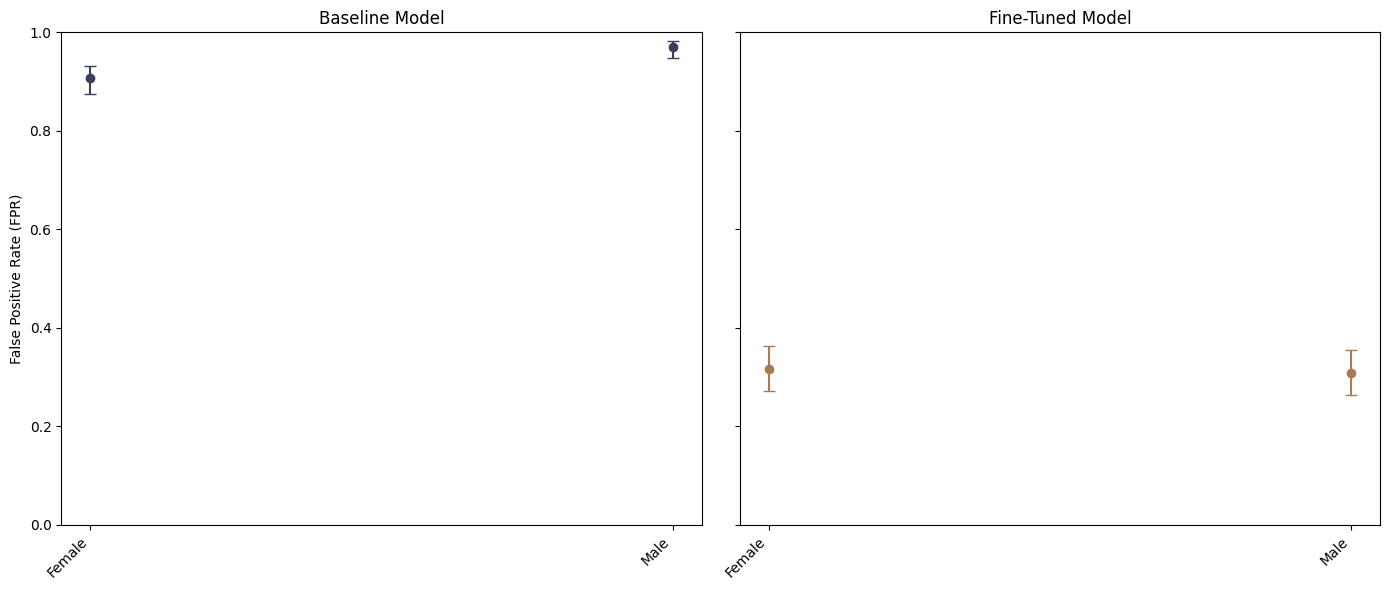 Baseline Model
Fine-Tuned Model
False Positive Rate (FPR)
1.0
0.8
0.6
0.4
0.2
0.0
Female
Male
Female
Male